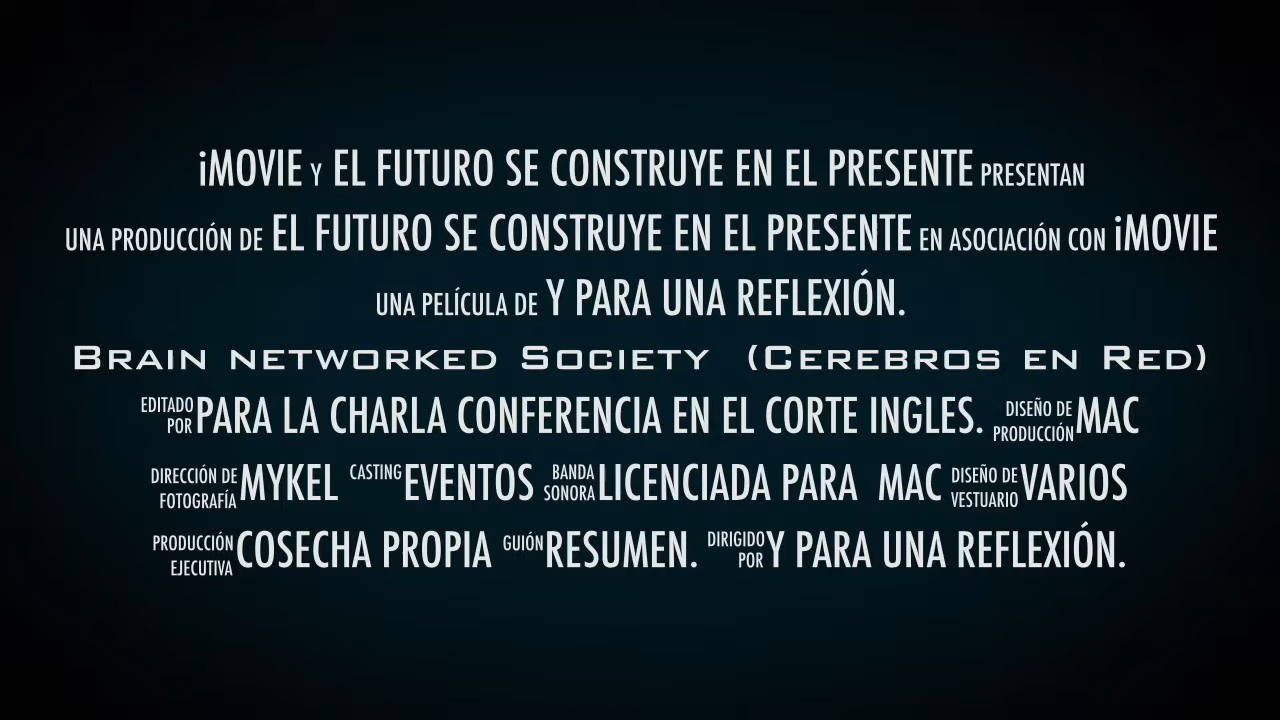 iMOVIE Y EL FUTURO SE CONSTRUYE EN EL PRESENTE PRESENTAN
UNA PRODUCCIÓN DE EL FUTURO SE CONSTRUYE EN EL PRESENTE EN ASOCIACIÓN CON iMOVIE
UNA PELÍCULA DE Y PARA UNA REFLEXIÓN.
BRAIN NETWORKED SOCIETY (CEREBROS EN RED)
EDITADO POR PARA LA CHARLA CONFERENCIA EN EL CORTE INGLES. DISEÑO DE PRODUCCIÓN MAC
DIRECCIÓN DE FOTOGRAFÍA MYKEL CASTING EVENTOS BANDA SONORA LICENCIADA PARA MAC DISEÑO DE VESTUARIO VARIOS
PRODUCCIÓN EJECUTIVA COSECHA PROPIA GUIÓN RESUMEN. DIRIGIDO POR Y PARA UNA REFLEXIÓN.